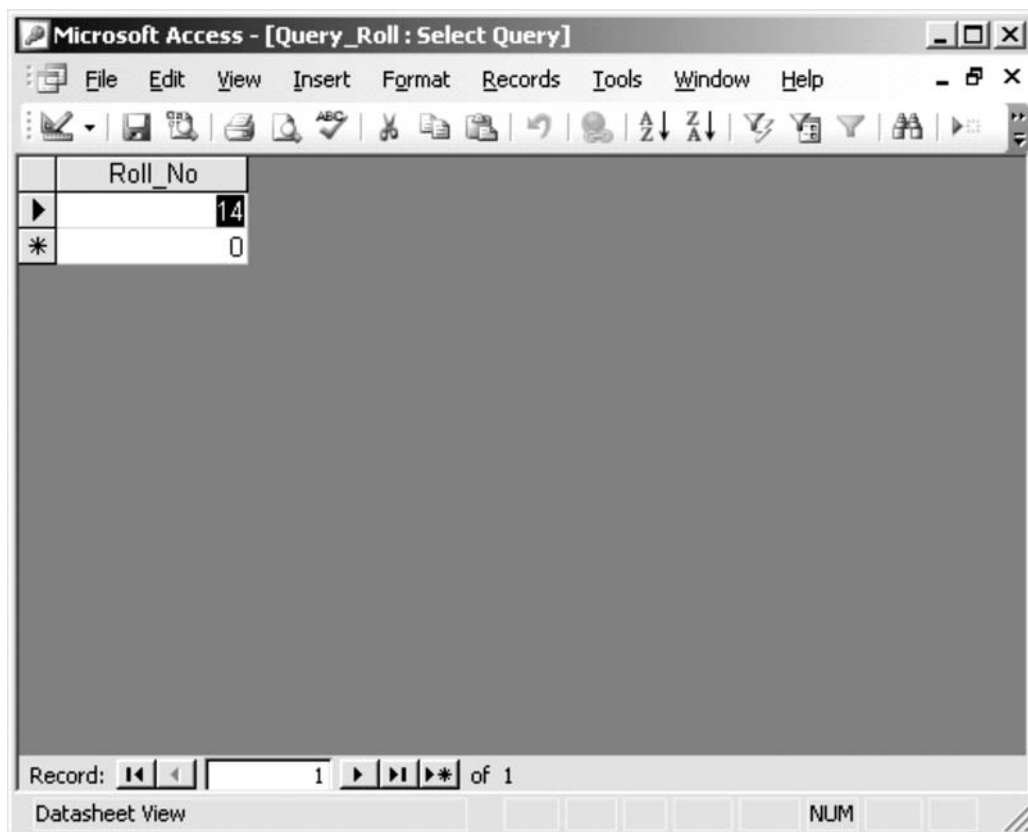 Microsoft Access - [Query_Roll : Select Query]
File Edit View Insert Format Records Tools Window Help
Roll_No
14
0
Record: 1 of 1
Datasheet View NUM